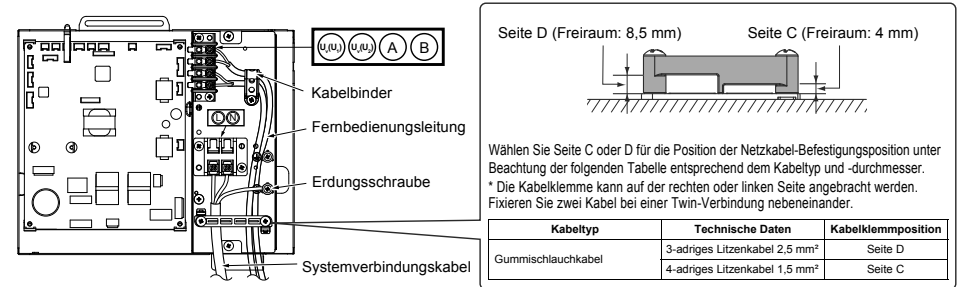 U₁(U₃) U₂(U₄) A B
Kabelbinder
L N
Fernbedienungsleitung
Erdungsschraube
Systemverbindungskabel
Seite D (Freiraum: 8,5 mm) Seite C (Freiraum: 4 mm)
Wählen Sie Seite C oder D für die Position der Netzkabel-Befestigungsposition unter
Beachtung der folgenden Tabelle entsprechend dem Kabeltyp und -durchmesser.
* Die Kabelklemme kann auf der rechten oder linken Seite angebracht werden.
Fixieren Sie zwei Kabel bei einer Twin-Verbindung nebeneinander.
Kabeltyp Technische Daten Kabelklemmposition
Gummischlauchkabel 3-adriges Litzenkabel 2,5 mm² Seite D
4-adriges Litzenkabel 1,5 mm² Seite C